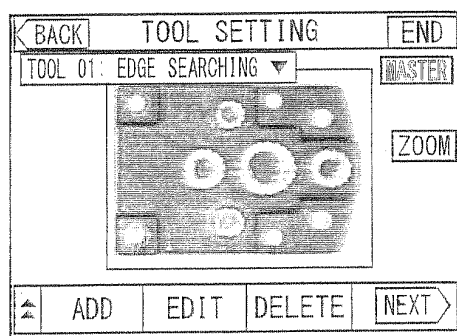 BACK TOOL SETTING END
TOOL 01: EDGE SEARCHING ▼
MASTER
ZOOM
ADD EDIT DELETE NEXT